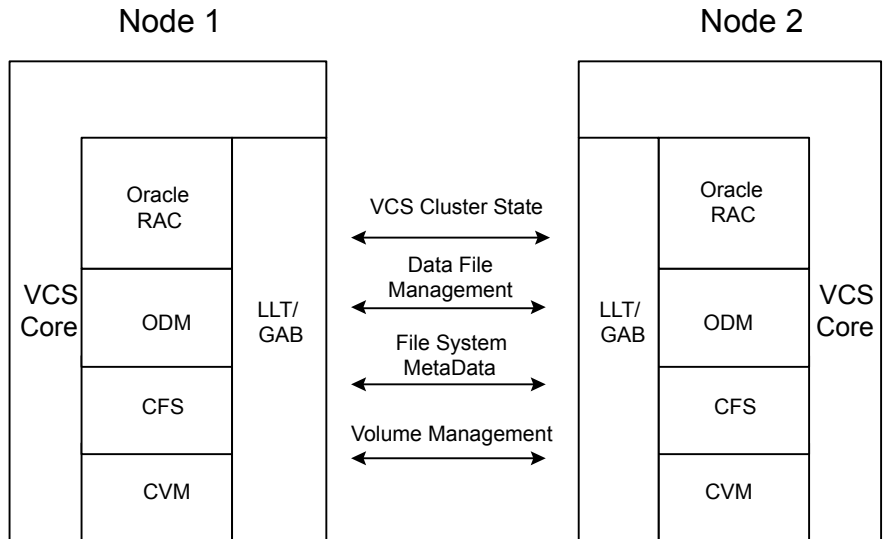 Node 1
Node 2
VCS
Core
Oracle
RAC
ODM
CFS
CVM
LLT/
GAB
VCS Cluster State
Data File
Management
File System
MetaData
Volume Management
LLT/
GAB
Oracle
RAC
ODM
CFS
CVM
VCS
Core